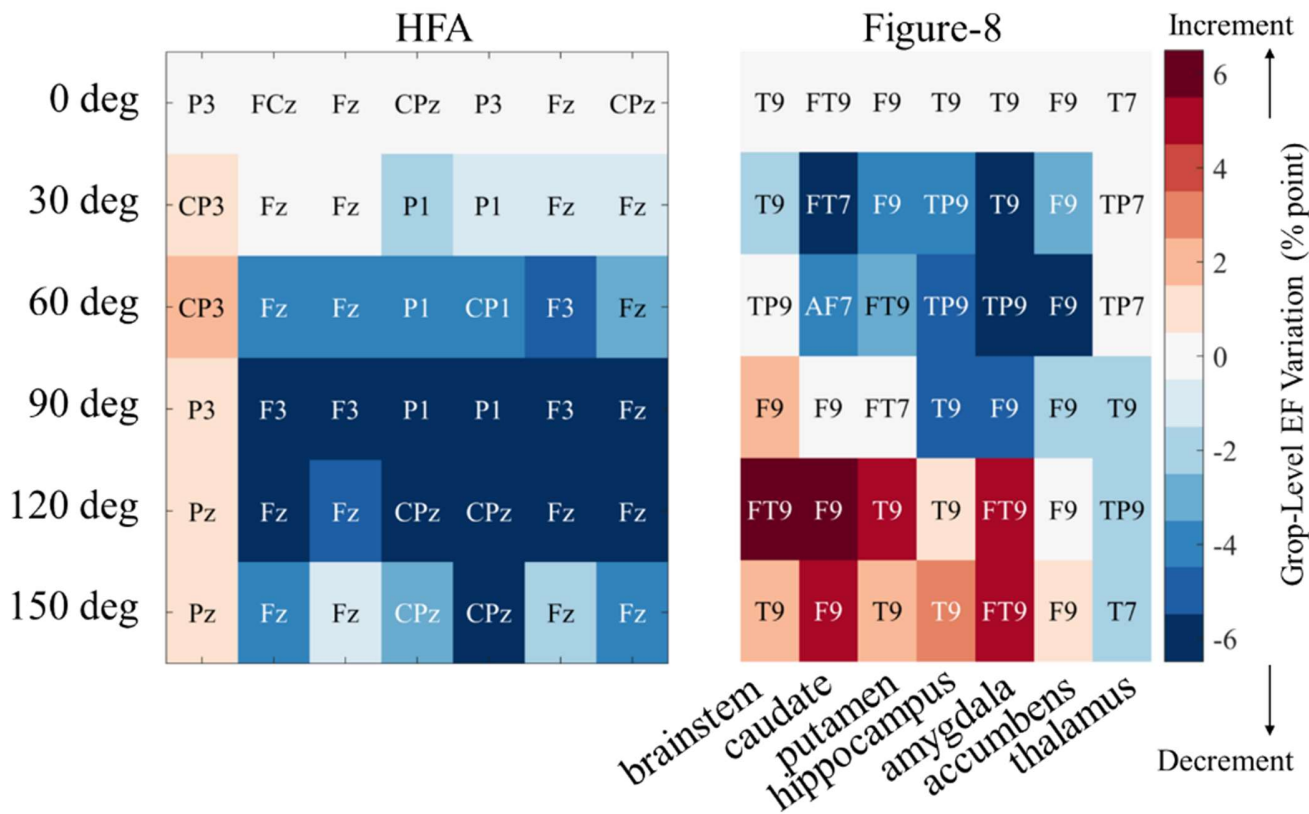 HFA
Figure-8
Increment
0 deg
P3 FCz Fz CPz P3 Fz CPz
T9 FT9 F9 T9 T9 F9 T7
30 deg
CP3 Fz Fz P1 P1 Fz Fz
T9 FT7 F9 TP9 T9 F9 TP7
60 deg
CP3 Fz Fz P1 CP1 F3 Fz
TP9 AF7 FT9 TP9 TP9 F9 TP7
90 deg
P3 F3 F3 P1 P1 F3 Fz
F9 F9 FT7 T9 F9 F9 T9
120 deg
Pz Fz Fz CPz CPz Fz Fz
FT9 F9 T9 T9 FT9 F9 TP9
150 deg
Pz Fz Fz CPz CPz Fz Fz
T9 F9 T9 T9 FT9 F9 T7
brainstem
caudate
putamen
hippocampus
amygdala
accumbens
thalamus
6
4
2
0
-2
-4
-6
Grop-Level EF Variation (% point)
Decrement